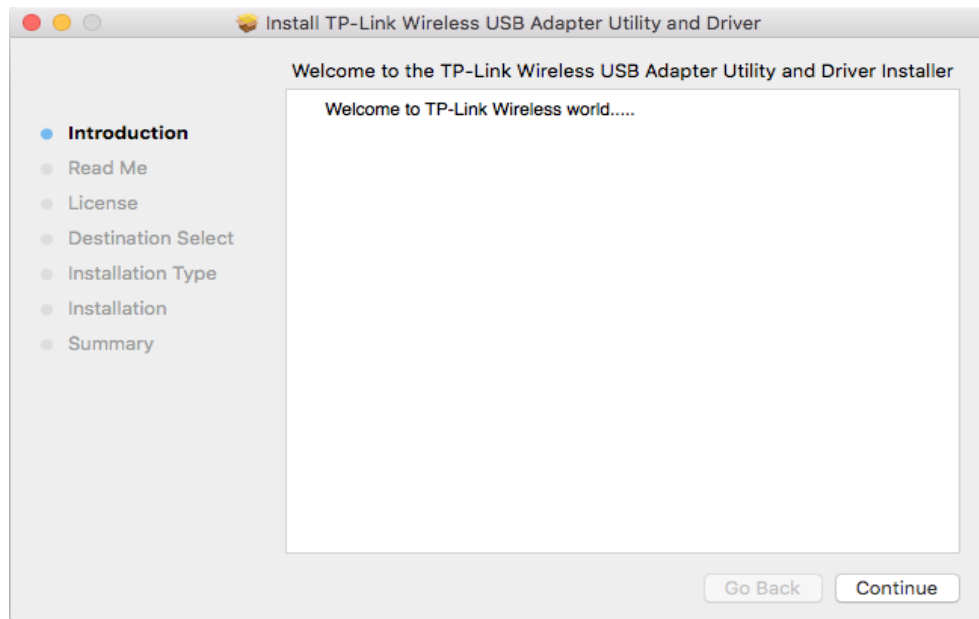 Install TP-Link Wireless USB Adapter Utility and Driver
Welcome to the TP-Link Wireless USB Adapter Utility and Driver Installer
Introduction
Read Me
License
Destination Select
Installation Type
Installation
Summary
Welcome to TP-Link Wireless world.....
Go Back
Continue